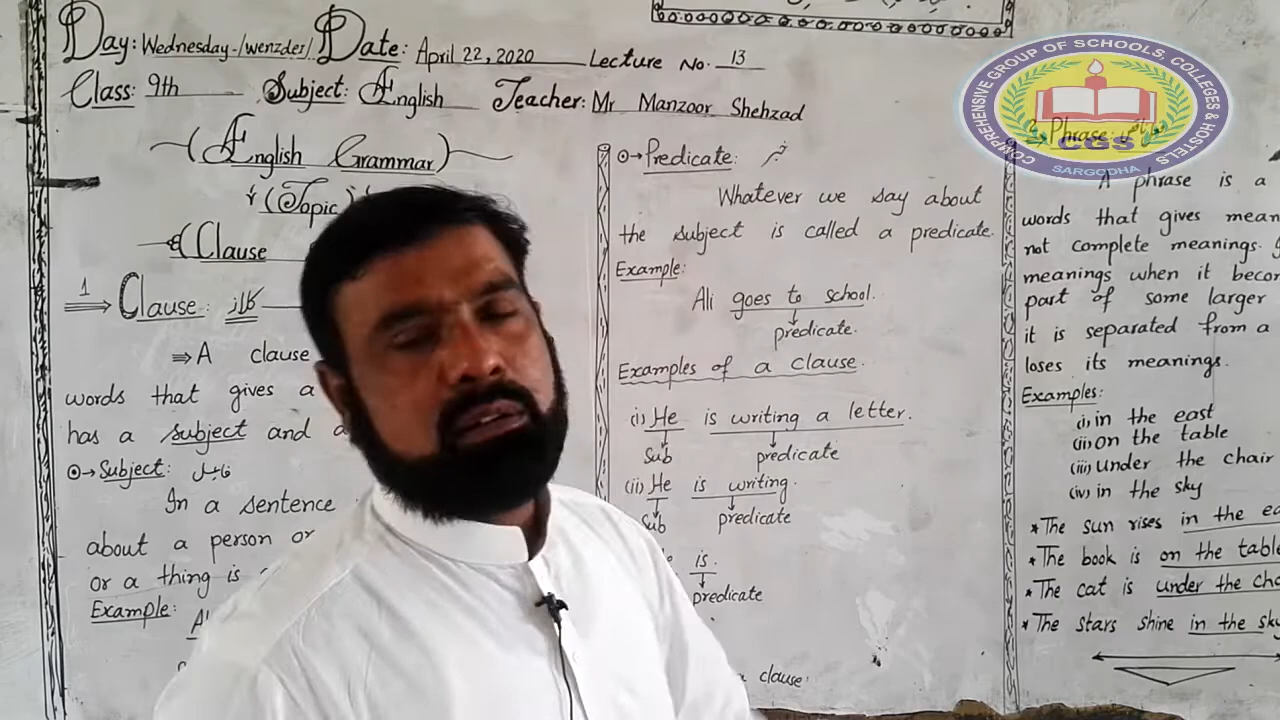 Day: Wednesday-/wenzdes/ Date: April 22, 2020 Lecture No. 13
Class: 9th Subject: English Teacher: Mr Manzoor Shehzad
(English Grammar)
(Topic)
(Clause
1 Clause: کلاز
⇒A clause
words that gives a
has a subject and a
⊙→Subject: فاعل
In a sentence
about a person or
or a thing is
Example:
⊙→Predicate: خبر
Whatever we say about
the subject is called a predicate.
Example:
Ali goes to school.
predicate.
Examples of a clause.
(i) He is writing a letter.
Sub predicate
(ii) He is writing.
Sub predicate
is.
predicate
clause.
COMPREHENSIVE GROUP OF SCHOOLS, COLLEGES & HOSTELS
CGS
SARGODHA
2 Phrase:
A phrase is a
words that gives mean
not complete meanings.
meanings when it becom
part of some larger
it is separated from a
loses its meanings.
Examples:
(i) in the east
(ii) on the table
(iii) under the chair
(iv) in the sky
*The sun rises in the ea
*The book is on the table
*The cat is under the cha
*The stars shine in the sky